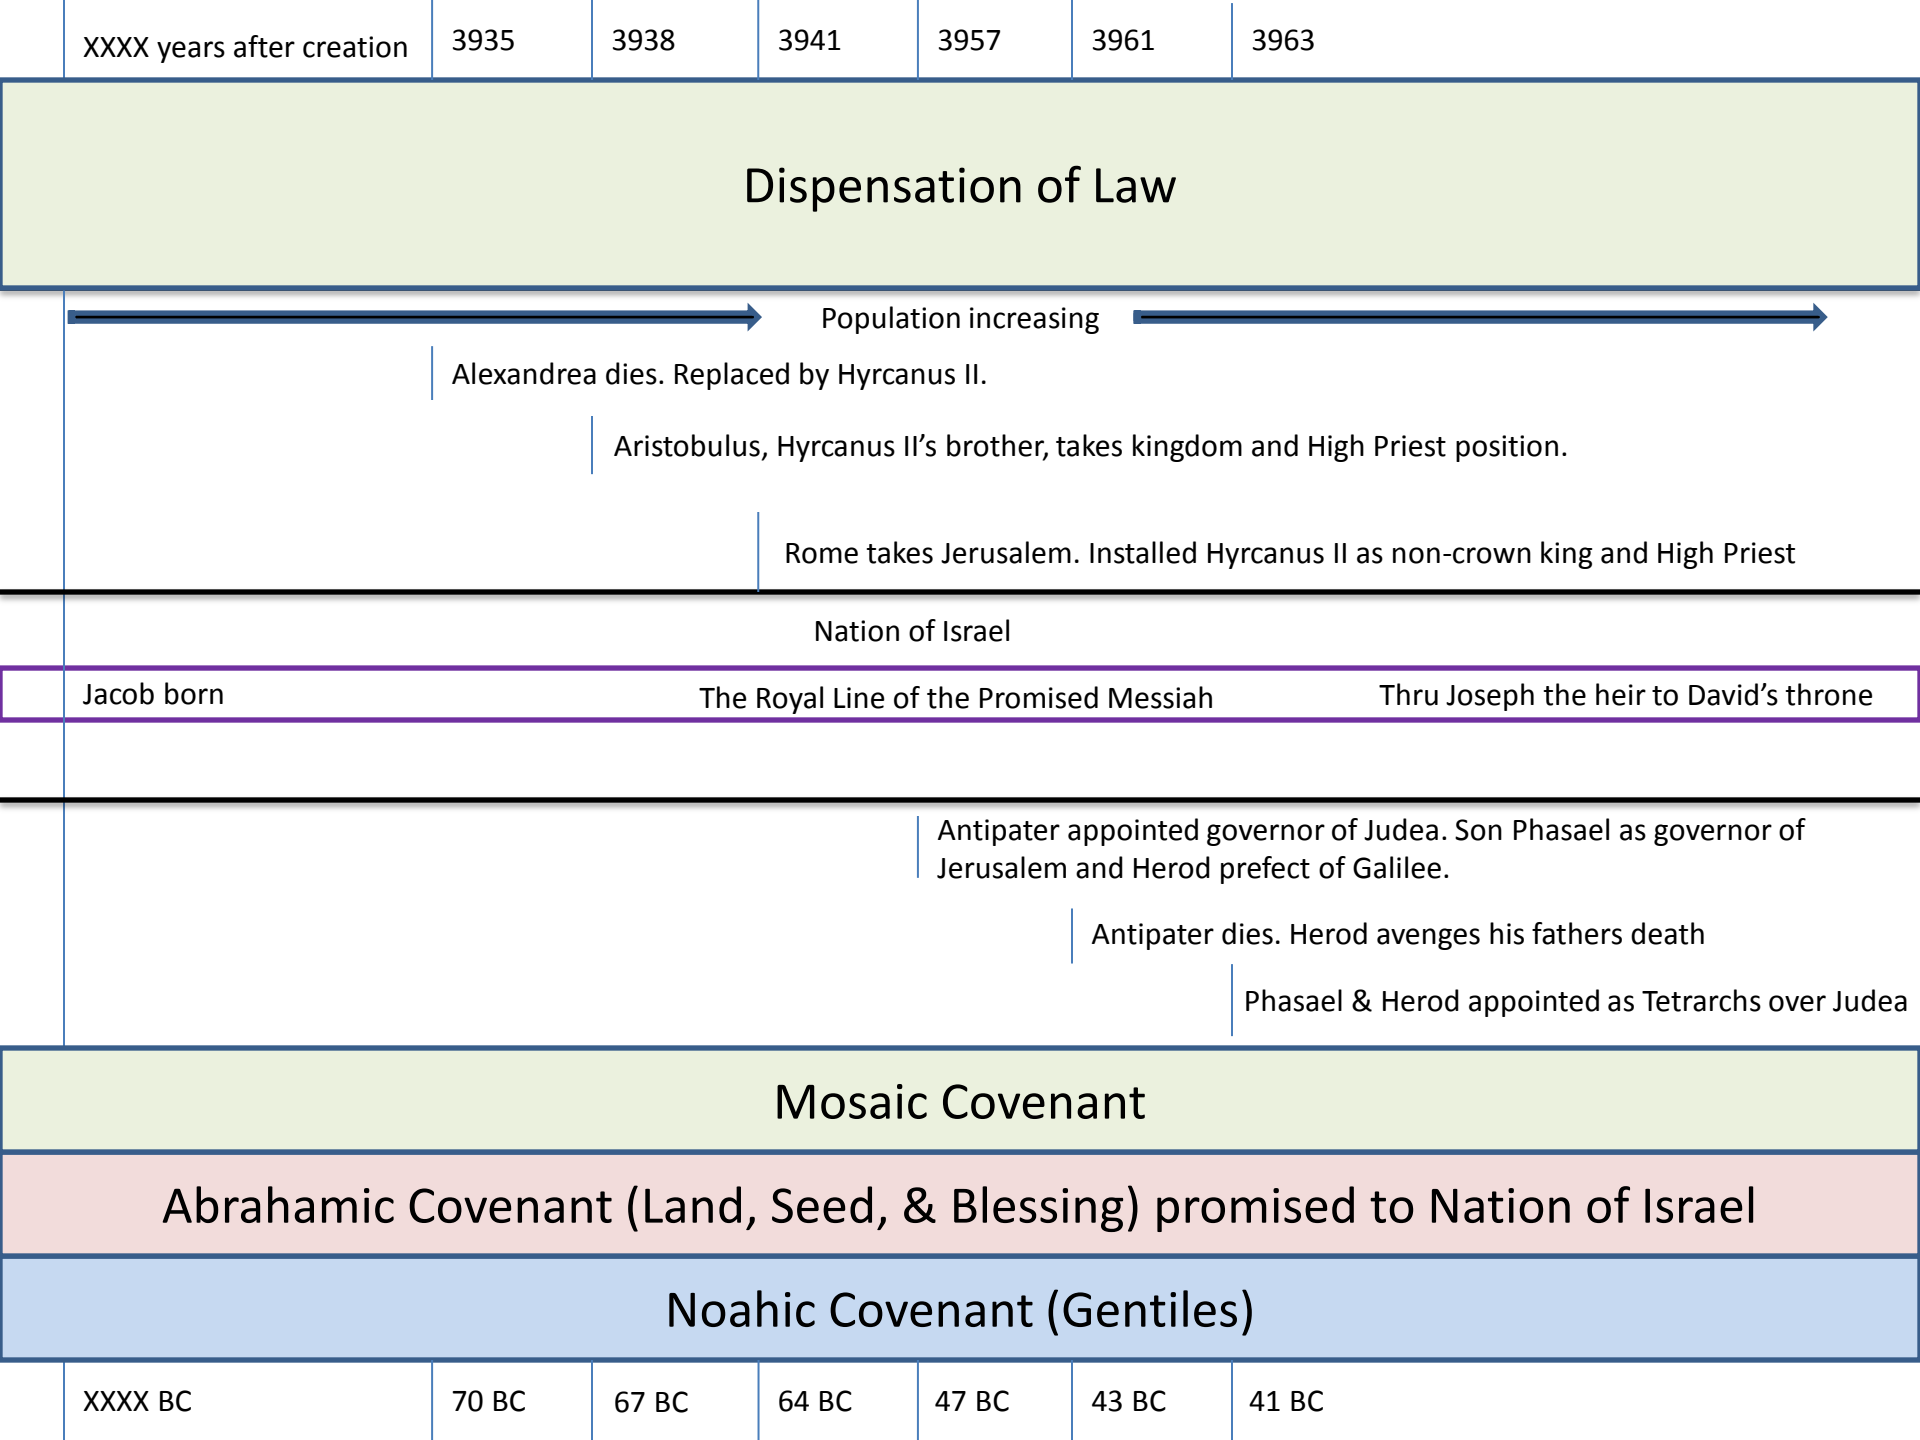 XXXX years after creation
3935
3938
3941
3957
3961
3963
Dispensation of Law
Population increasing
Alexandrea dies. Replaced by Hyrcanus II.
Aristobulus, Hyrcanus II’s brother, takes kingdom and High Priest position.
Rome takes Jerusalem. Installed Hyrcanus II as non-crown king and High Priest
Nation of Israel
Jacob born
The Royal Line of the Promised Messiah
Thru Joseph the heir to David’s throne
Antipater appointed governor of Judea. Son Phasael as governor of
Jerusalem and Herod prefect of Galilee.
Antipater dies. Herod avenges his fathers death
Phasael & Herod appointed as Tetrarchs over Judea
Mosaic Covenant
Abrahamic Covenant (Land, Seed, & Blessing) promised to Nation of Israel
Noahic Covenant (Gentiles)
XXXX BC
70 BC
67 BC
64 BC
47 BC
43 BC
41 BC